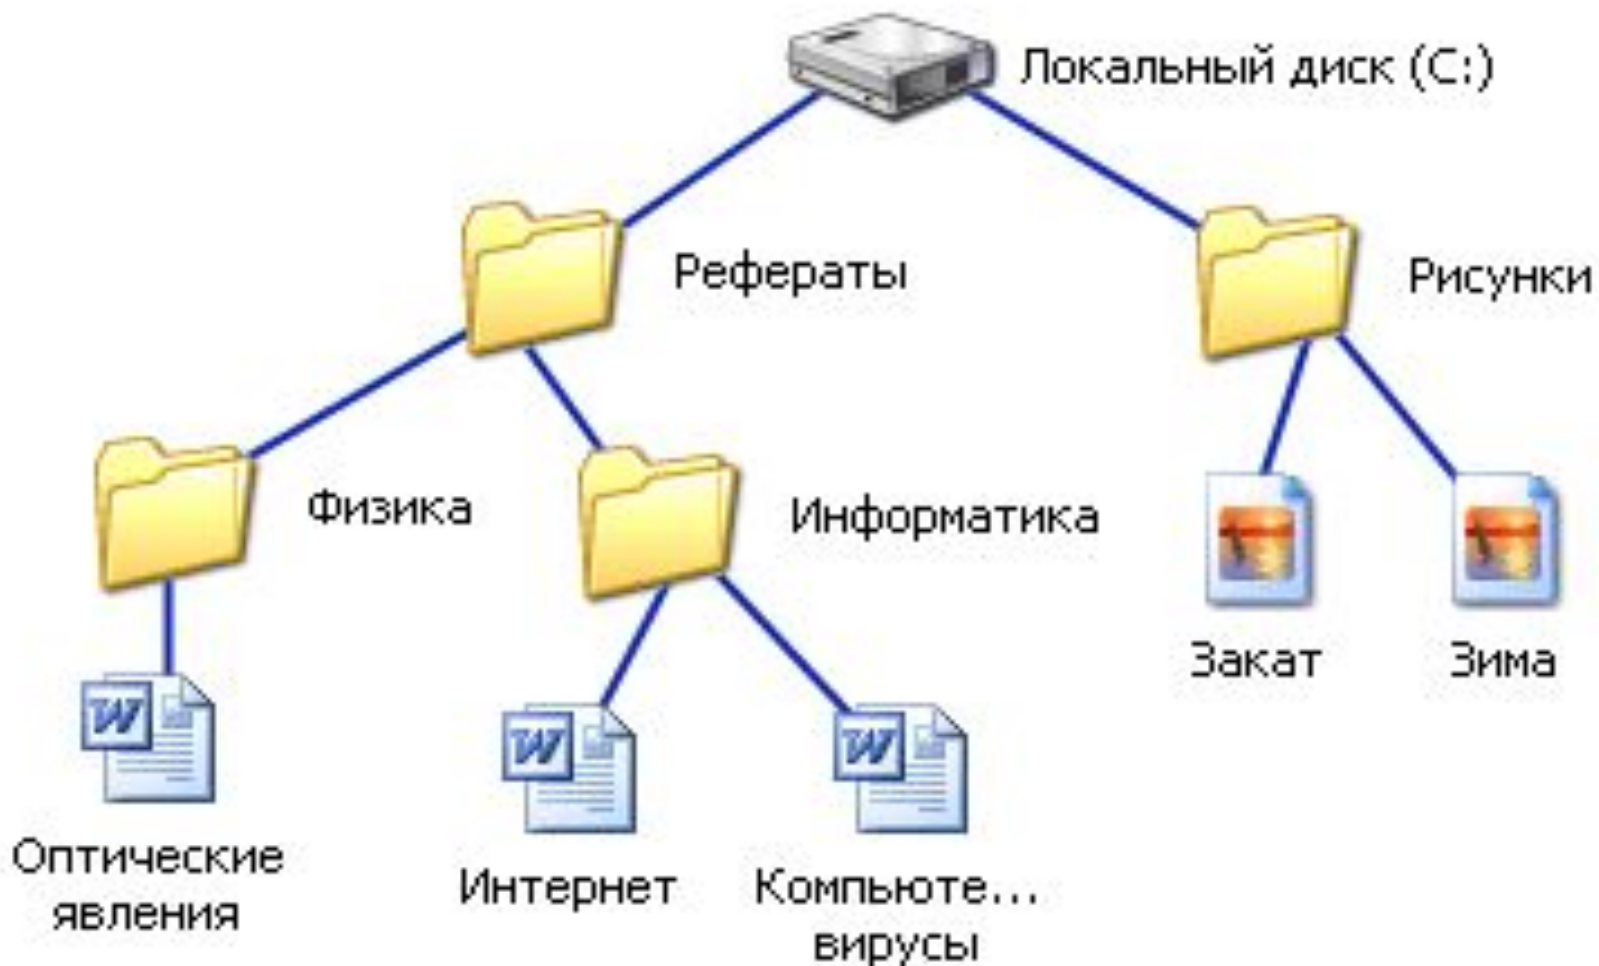 Локальный диск (C:)
Рефераты
Рисунки
Физика
Информатика
Закат
Зима
Оптические
явления
Интернет
Компьюте...
вирусы